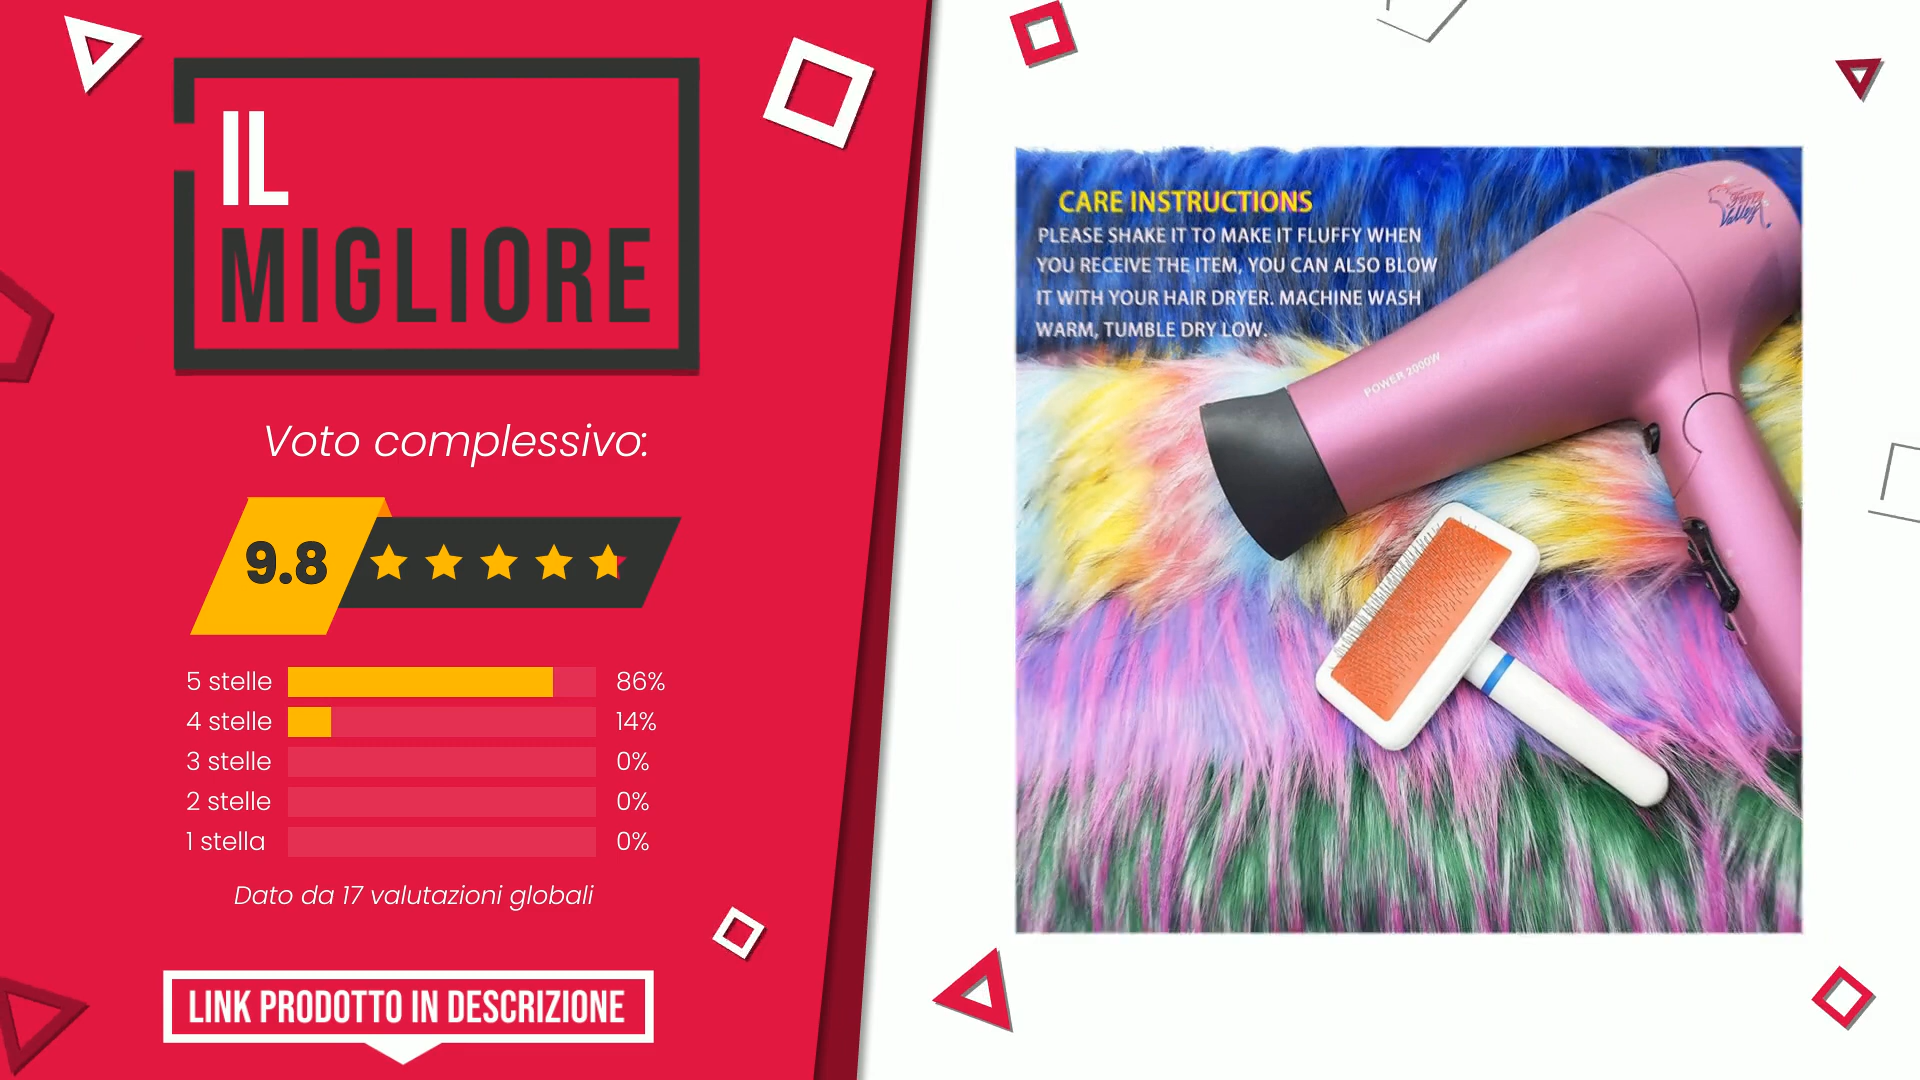 IL
MIGLIORE
Voto complessivo:
9.8
5 stelle 86%
4 stelle 14%
3 stelle 0%
2 stelle 0%
1 stella 0%
Dato da 17 valutazioni globali
LINK PRODOTTO IN DESCRIZIONE
CARE INSTRUCTIONS
PLEASE SHAKE IT TO MAKE IT FLUFFY WHEN
YOU RECEIVE THE ITEM, YOU CAN ALSO BLOW
IT WITH YOUR HAIR DRYER. MACHINE WASH
WARM, TUMBLE DRY LOW.
POWER 2000W
Valley